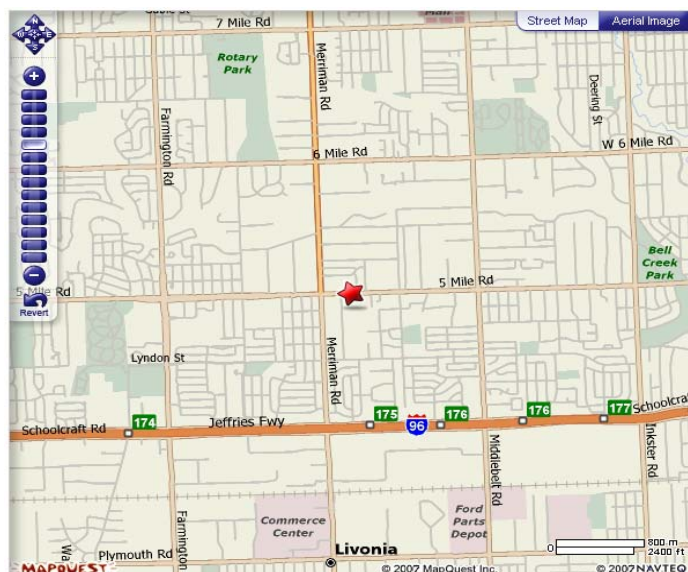 7 Mile Rd
Street Map
Aerial Image
N
W
E
S
Rotary
Park
Merriman Rd
Farmington Rd
Deering St
6 Mile Rd
W 6 Mile Rd
Bell
Creek
Park
5 Mile Rd
5 Mile Rd
Revert
Lyndon St
Merriman Rd
174
175
96
176
176
177
Schoolcraft Rd
Jeffries Fwy
Schoolcraf
Middlebelt Rd
Inkster Rd
Farmington
Commerce
Center
Ford
Parts
Depot
Plymouth Rd
Livonia
0
800 m
2400 ft
MAPQUEST
© 2007 MapQuest Inc.
© 2007 NAVTEQ